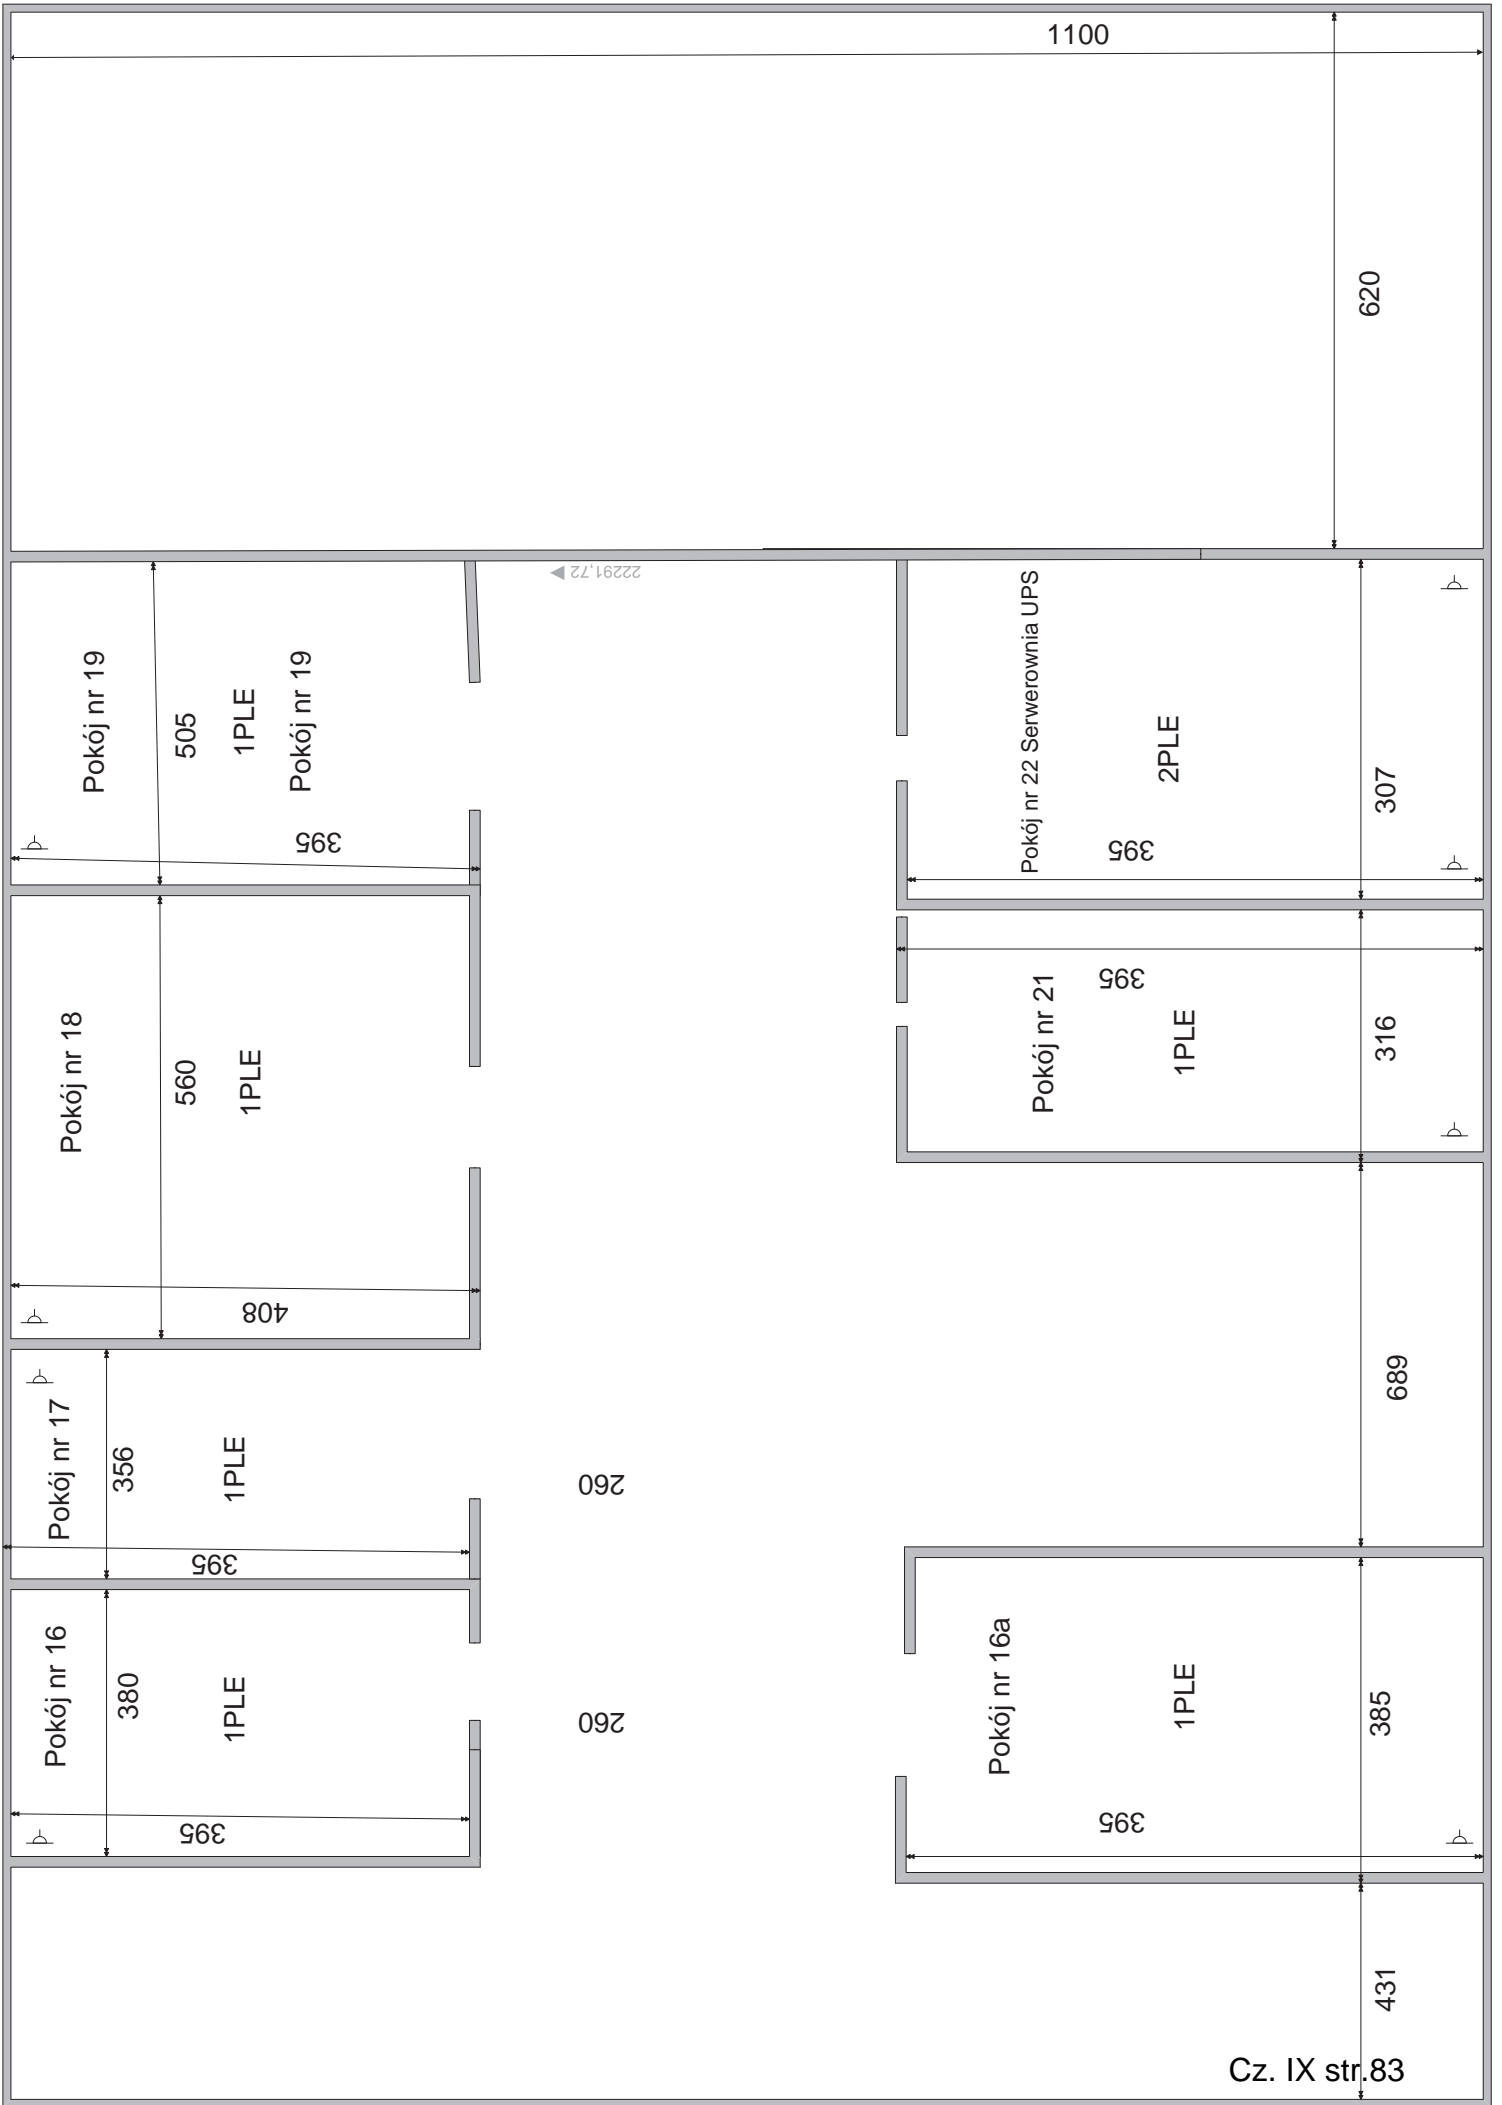 1100
620
22291,72
Pokój nr 19
505
1PLE
Pokój nr 19
395
Pokój nr 22 Serwerownia UPS
2PLE
307
395
Pokój nr 18
560
1PLE
408
Pokój nr 21
395
1PLE
316
689
Pokój nr 17
356
1PLE
395
260
Pokój nr 16
380
1PLE
395
260
Pokój nr 16a
1PLE
385
395
431
Cz. IX str.83